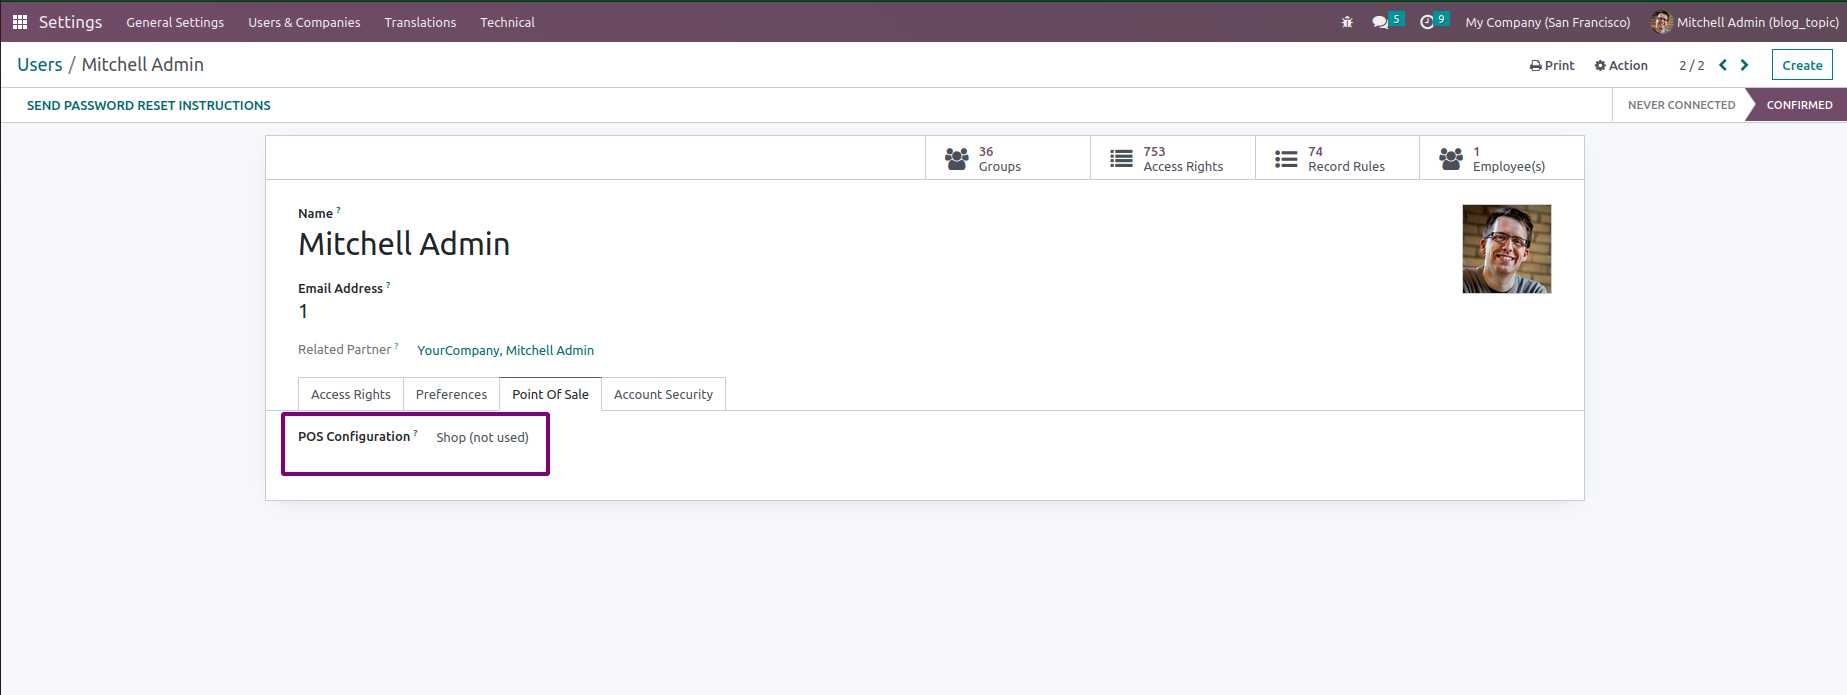 Settings General Settings Users & Companies Translations Technical 5 9 My Company (San Francisco) Mitchell Admin (blog_topic)
Users / Mitchell Admin Print Action 2 / 2 Create
SEND PASSWORD RESET INSTRUCTIONS NEVER CONNECTED CONFIRMED
36 Groups
753 Access Rights
74 Record Rules
1 Employee(s)
Name ?
Mitchell Admin
Email Address ?
1
Related Partner ? YourCompany, Mitchell Admin
Access Rights Preferences Point Of Sale Account Security
POS Configuration ? Shop (not used)